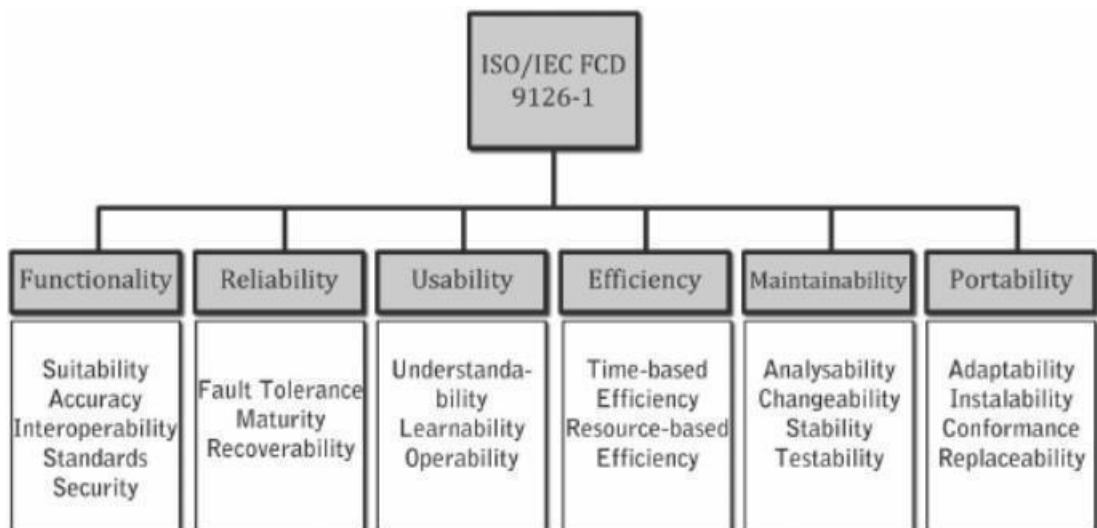 ISO/IEC FCD
9126-1
Functionality
Reliability
Usability
Efficiency
Maintainability
Portability
Suitability
Accuracy
Interoperability
Standards
Security
Fault Tolerance
Maturity
Recoverability
Understanda-
bility
Learnability
Operability
Time-based
Efficiency
Resource-based
Efficiency
Analysability
Changeability
Stability
Testability
Adaptability
Instalability
Conformance
Replaceability